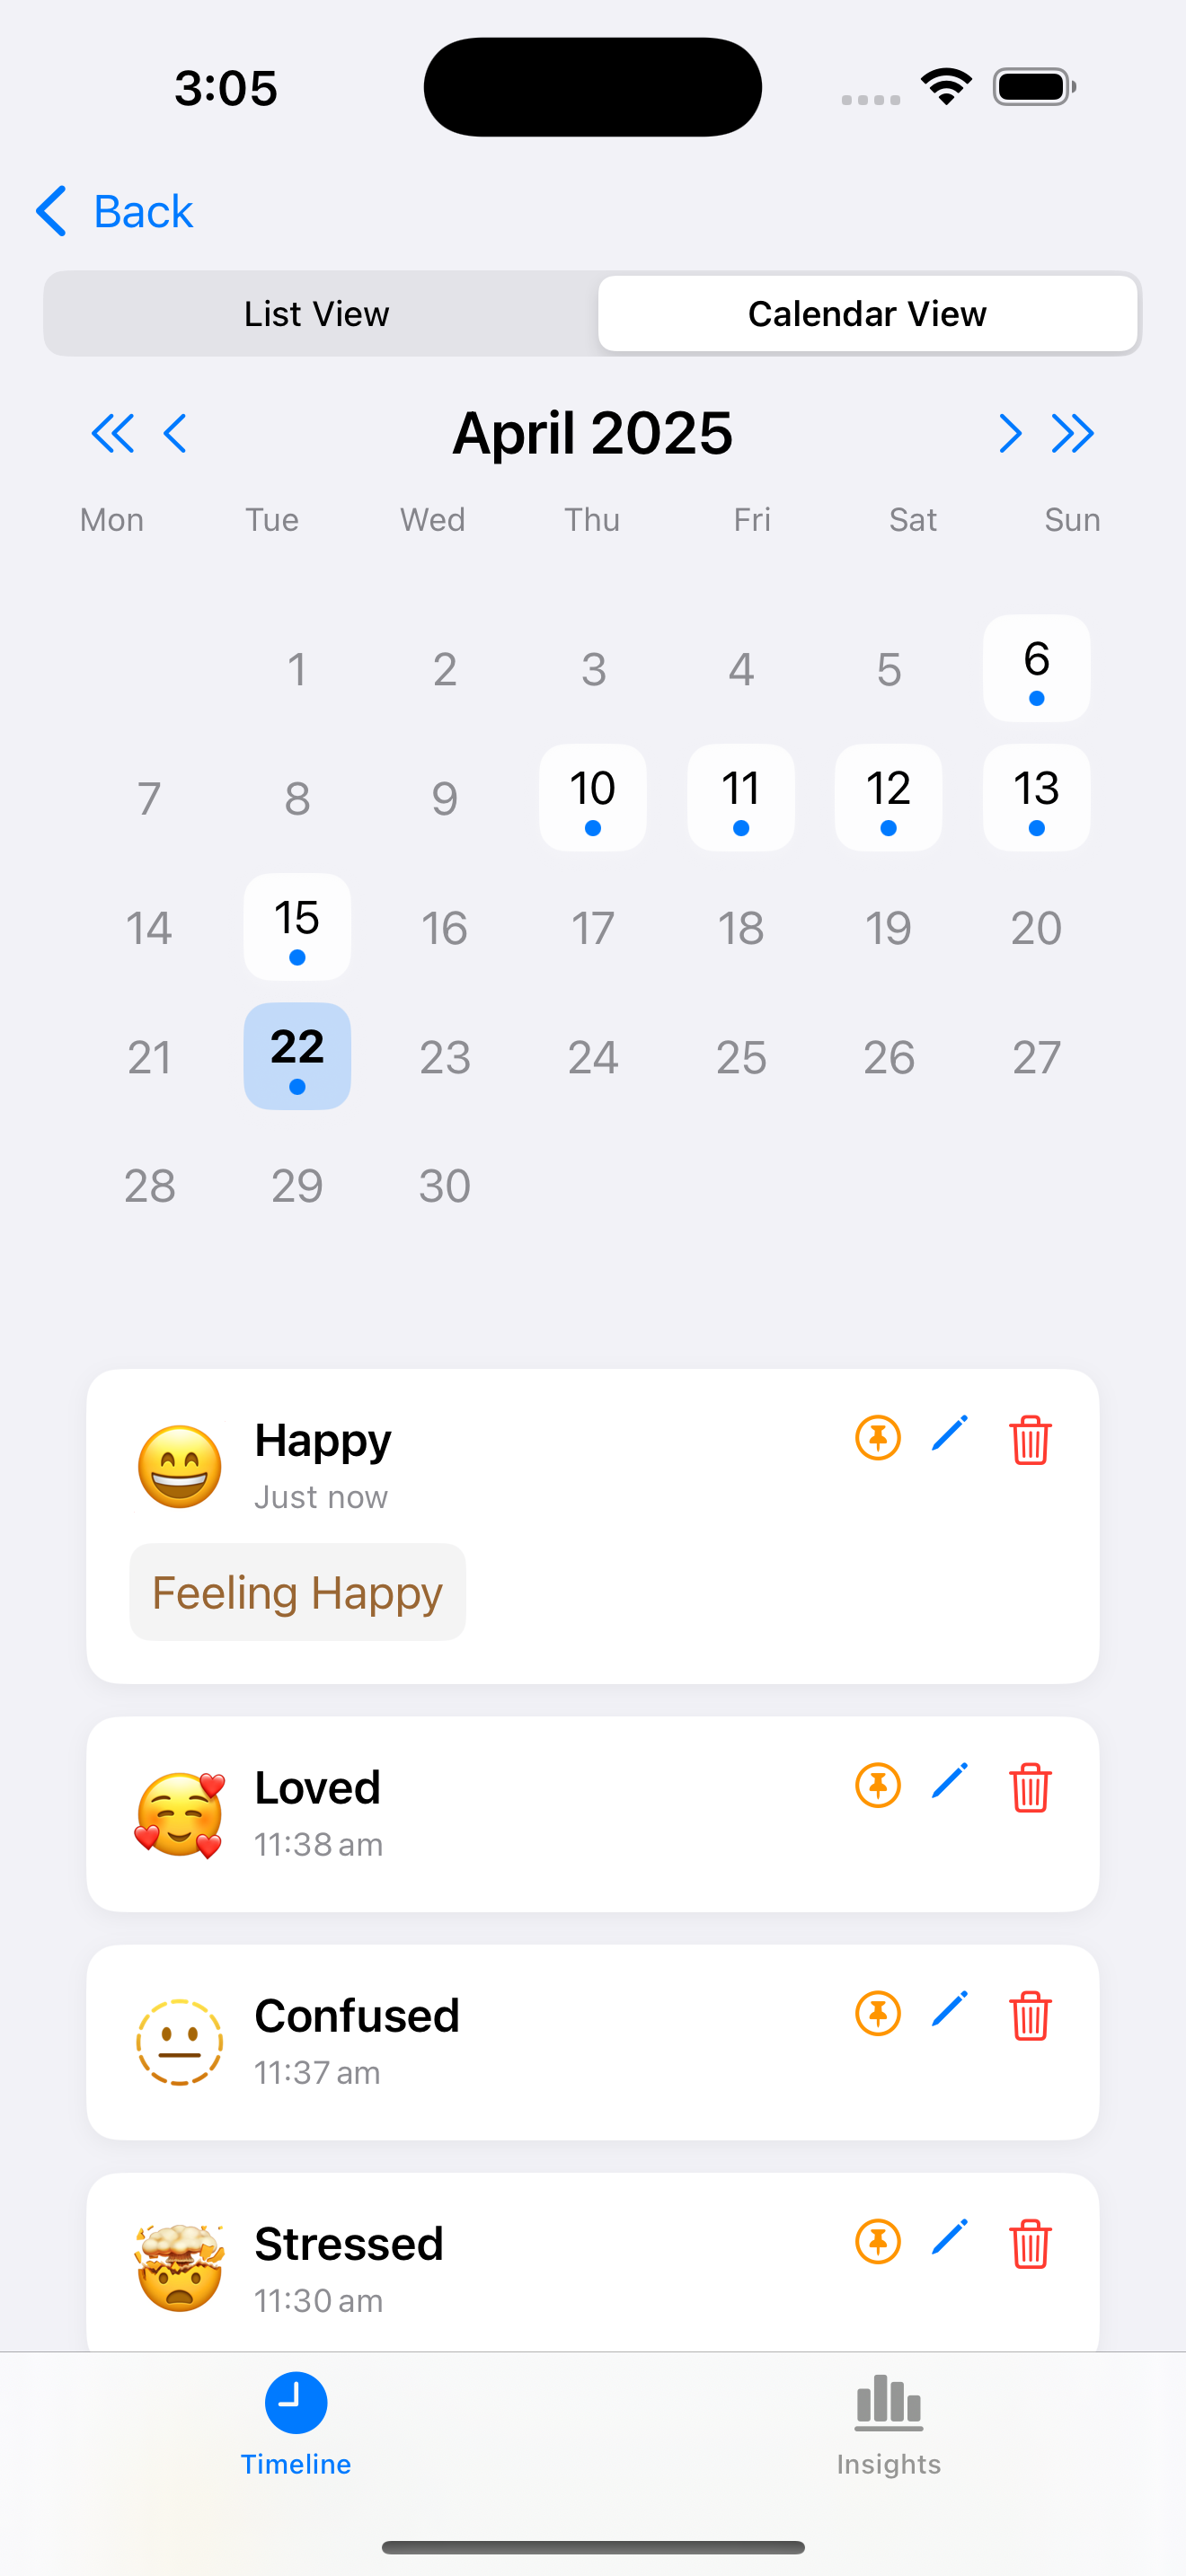 3:05
Back
List View
Calendar View
April 2025
Mon Tue Wed Thu Fri Sat Sun
1 2 3 4 5 6
7 8 9 10 11 12 13
14 15 16 17 18 19 20
21 22 23 24 25 26 27
28 29 30
Happy
Just now
Feeling Happy
Loved
11:38 am
Confused
11:37 am
Stressed
11:30 am
Timeline
Insights